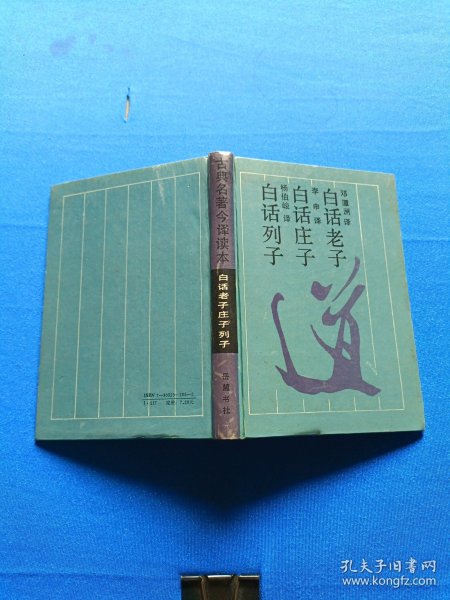 白话老子
邓潭洲译
白话庄子
李申译
白话列子
杨伯峻译
道
古典名著今译读本
白话老子庄子列子
岳麓书社
孔夫子旧书网
www.kongfz.com